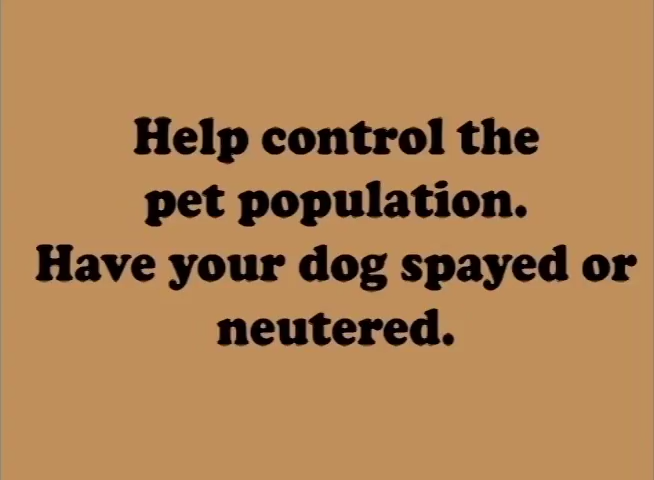 Help control the
pet population.
Have your dog spayed or
neutered.